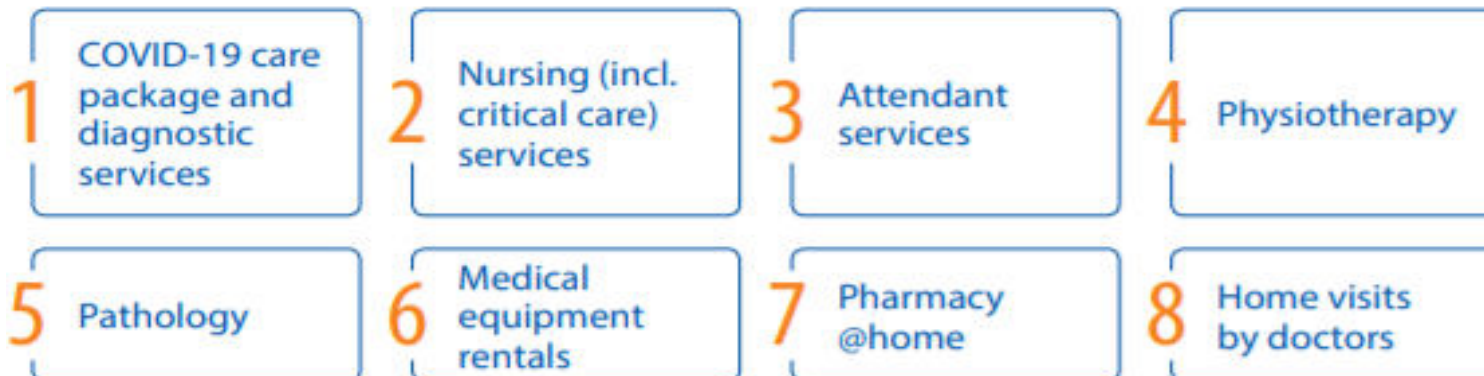 1
COVID-19 care
package and
diagnostic
services
2
Nursing (incl.
critical care)
services
3
Attendant
services
4
Physiotherapy
5
Pathology
6
Medical
equipment
rentals
7
Pharmacy
@home
8
Home visits
by doctors